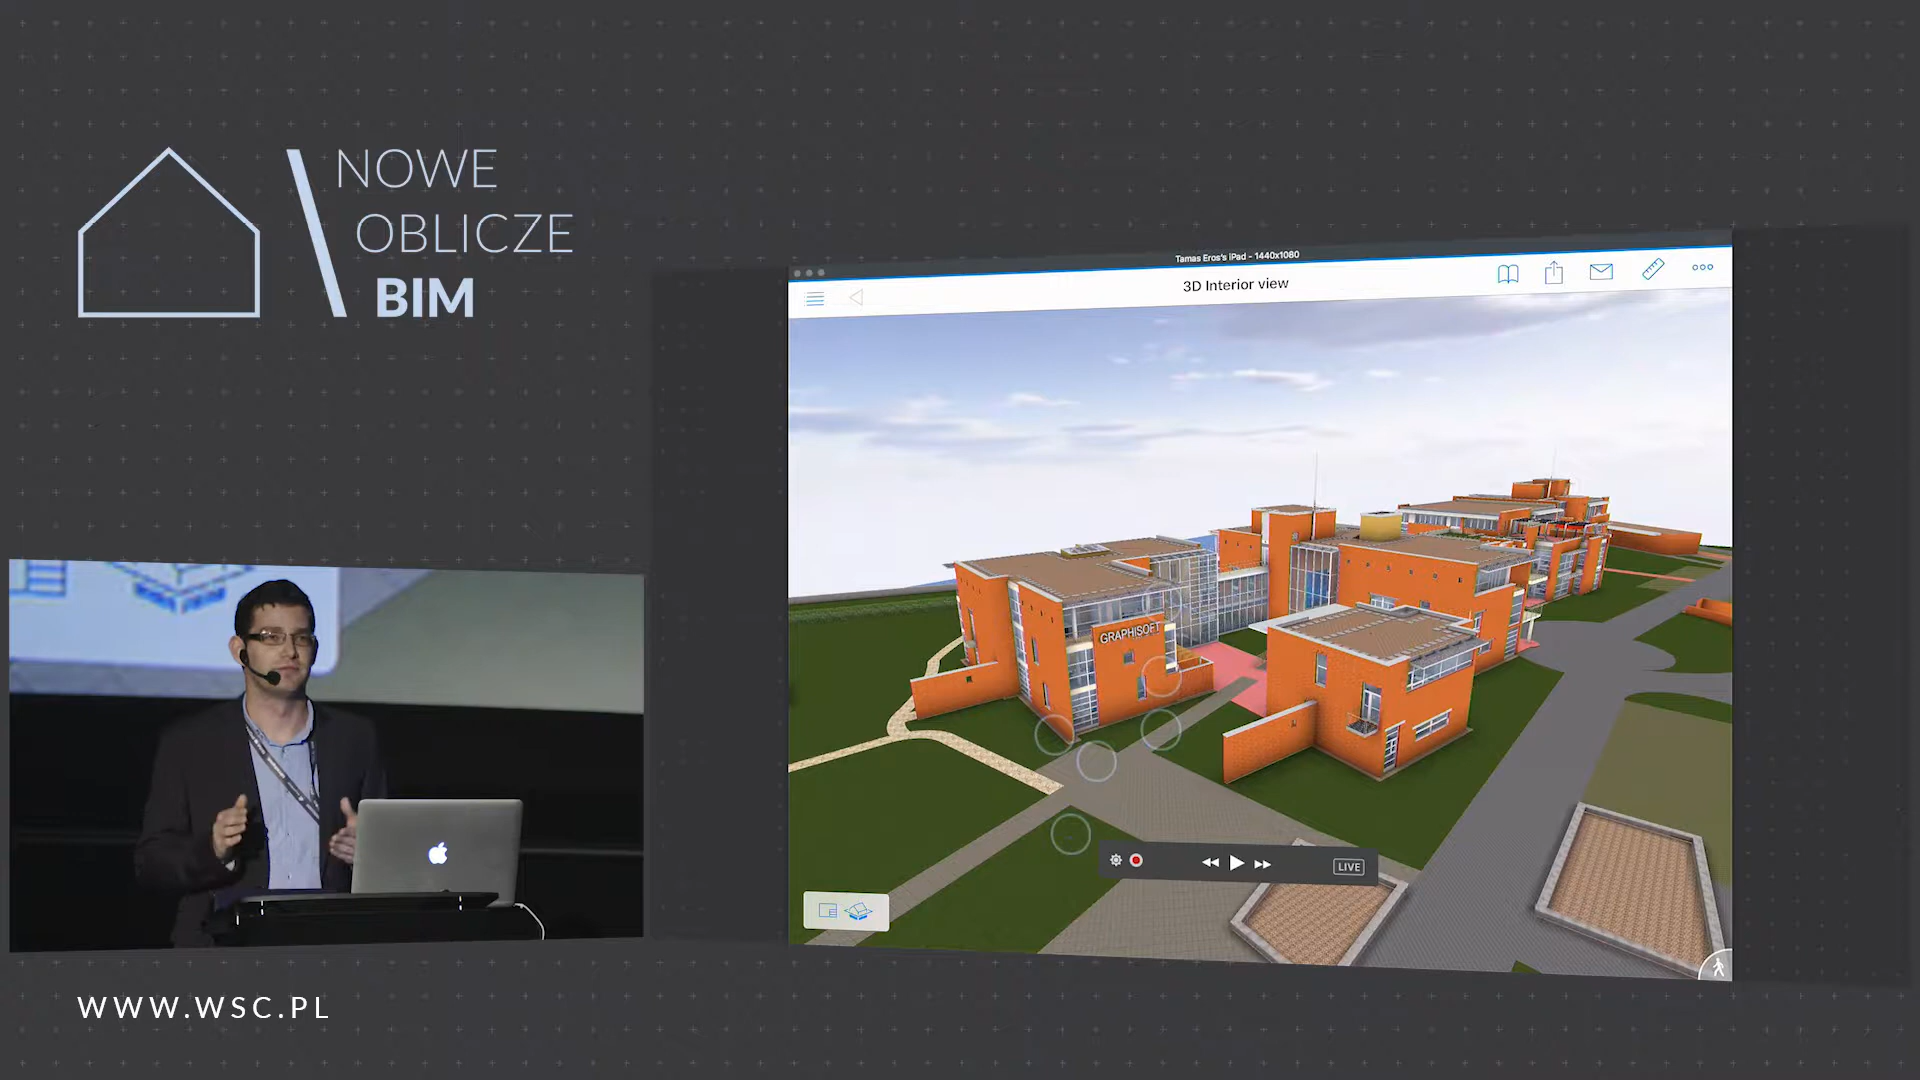 NOWE
OBLICZE
BIM
Tamas Eros's iPad - 1440x1080
3D Interior view
GRAPHISOFT
LIVE
WWW.WSC.PL